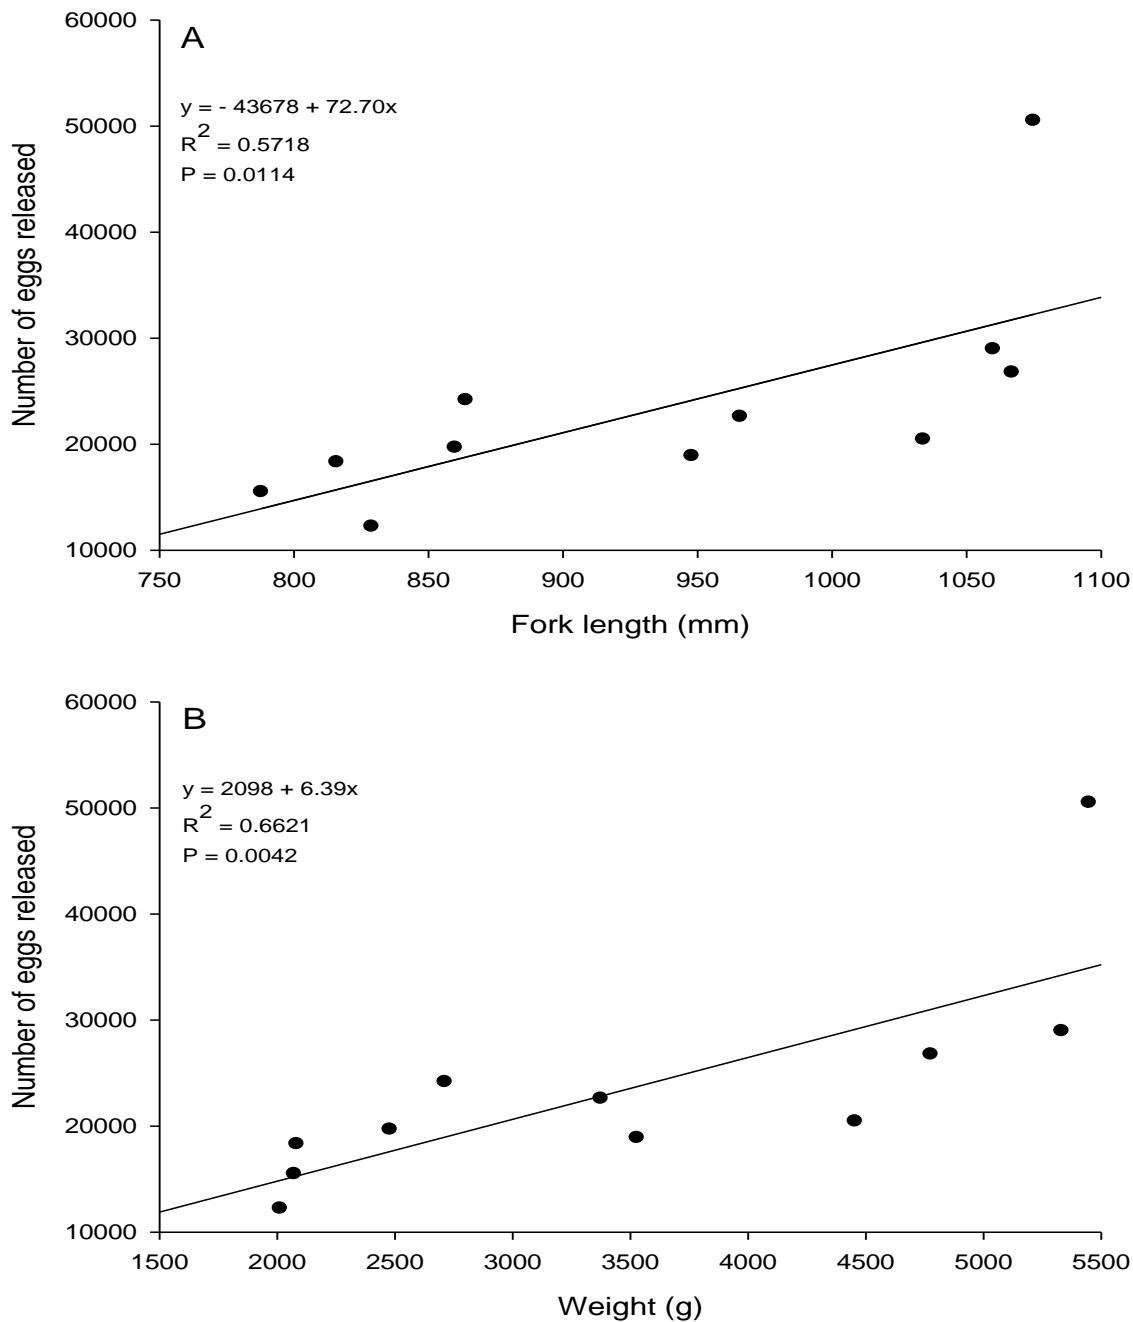 60000
A
y = - 43678 + 72.70x
50000
R2 = 0.5718
P = 0.0114
40000
30000
20000
10000
Number of eggs released
750 800 850 900 950 1000 1050 1100
Fork length (mm)
60000
B
y = 2098 + 6.39x
50000
R2 = 0.6621
P = 0.0042
40000
30000
20000
10000
Number of eggs released
1500 2000 2500 3000 3500 4000 4500 5000 5500
Weight (g)